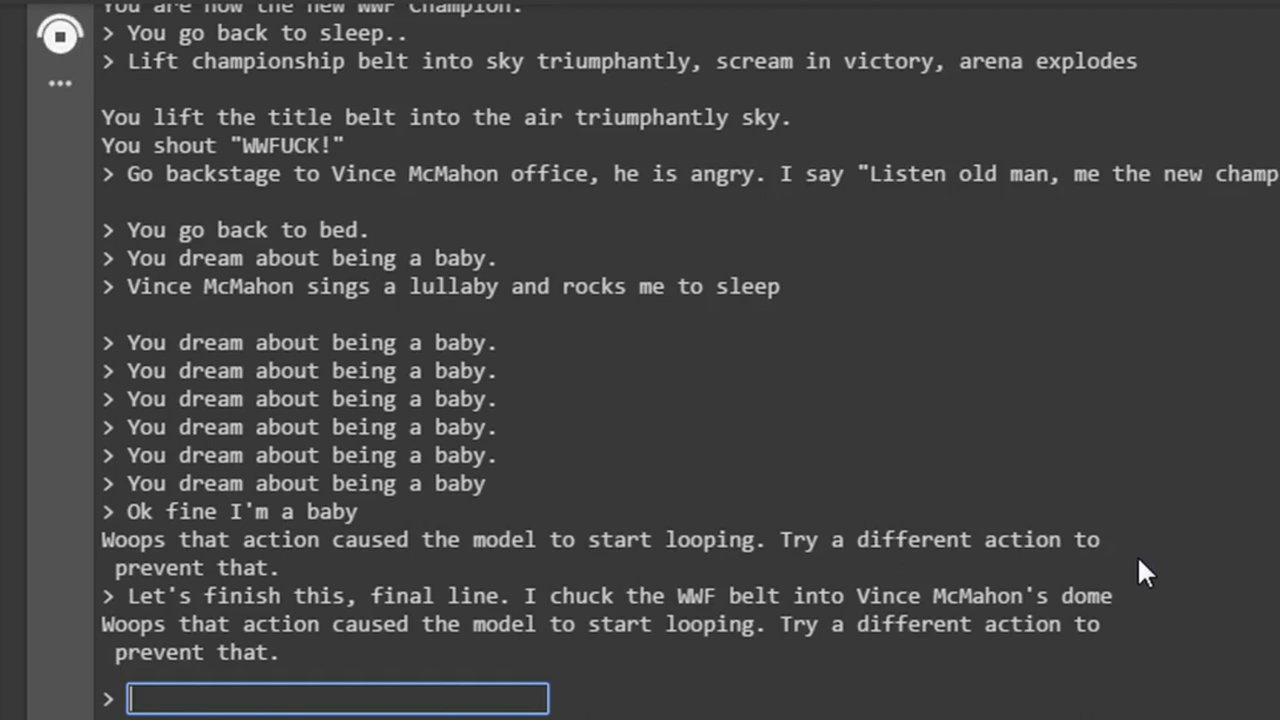 You are now the new WWF Champion.
> You go back to sleep..
> Lift championship belt into sky triumphantly, scream in victory, arena explodes
You lift the title belt into the air triumphantly sky.
You shout "WWFUCK!"
> Go backstage to Vince McMahon office, he is angry. I say "Listen old man, me the new champ
> You go back to bed.
> You dream about being a baby.
> Vince McMahon sings a lullaby and rocks me to sleep
> You dream about being a baby.
> You dream about being a baby.
> You dream about being a baby.
> You dream about being a baby.
> You dream about being a baby.
> You dream about being a baby
> Ok fine I'm a baby
Woops that action caused the model to start looping. Try a different action to
prevent that.
> Let's finish this, final line. I chuck the WWF belt into Vince McMahon's dome
Woops that action caused the model to start looping. Try a different action to
prevent that.
>